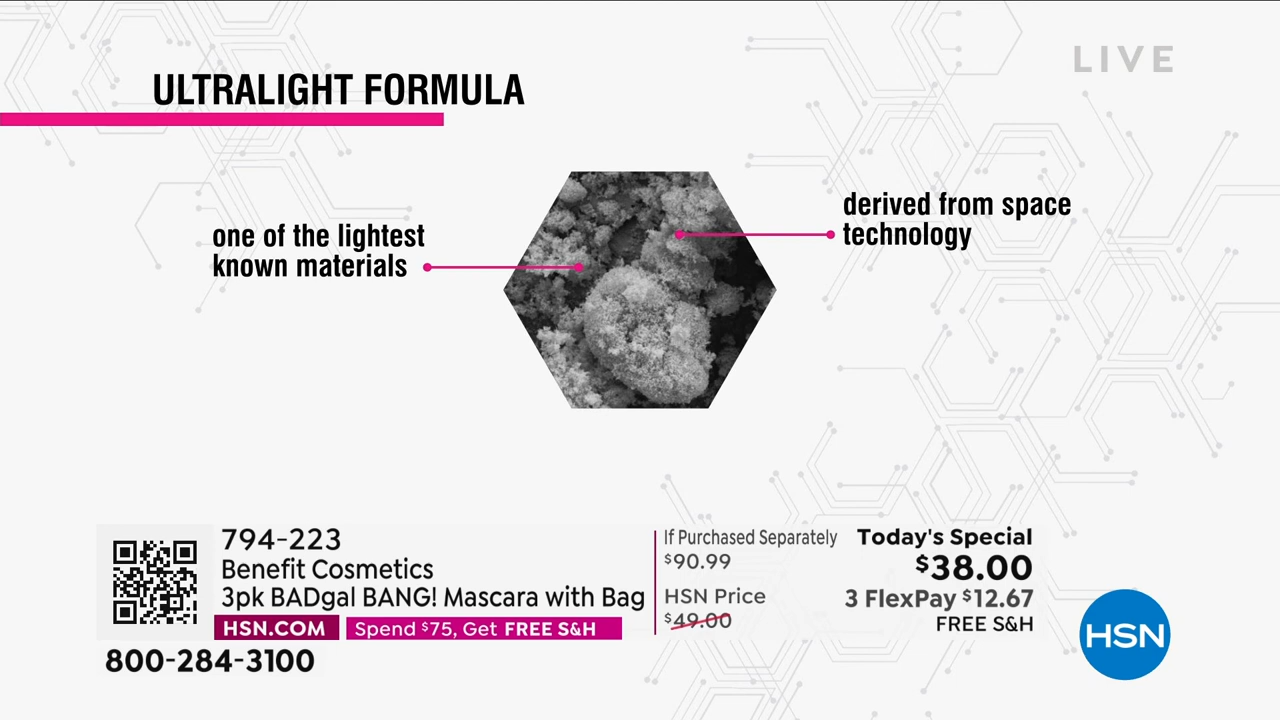 LIVE
ULTRALIGHT FORMULA
one of the lightest
known materials
derived from space
technology
794-223
Benefit Cosmetics
3pk BADgal BANG! Mascara with Bag
HSN.COM
Spend $75, Get FREE S&H
800-284-3100
If Purchased Separately
$90.99
HSN Price
$49.00
Today's Special
$38.00
3 FlexPay $12.67
FREE S&H
HSN